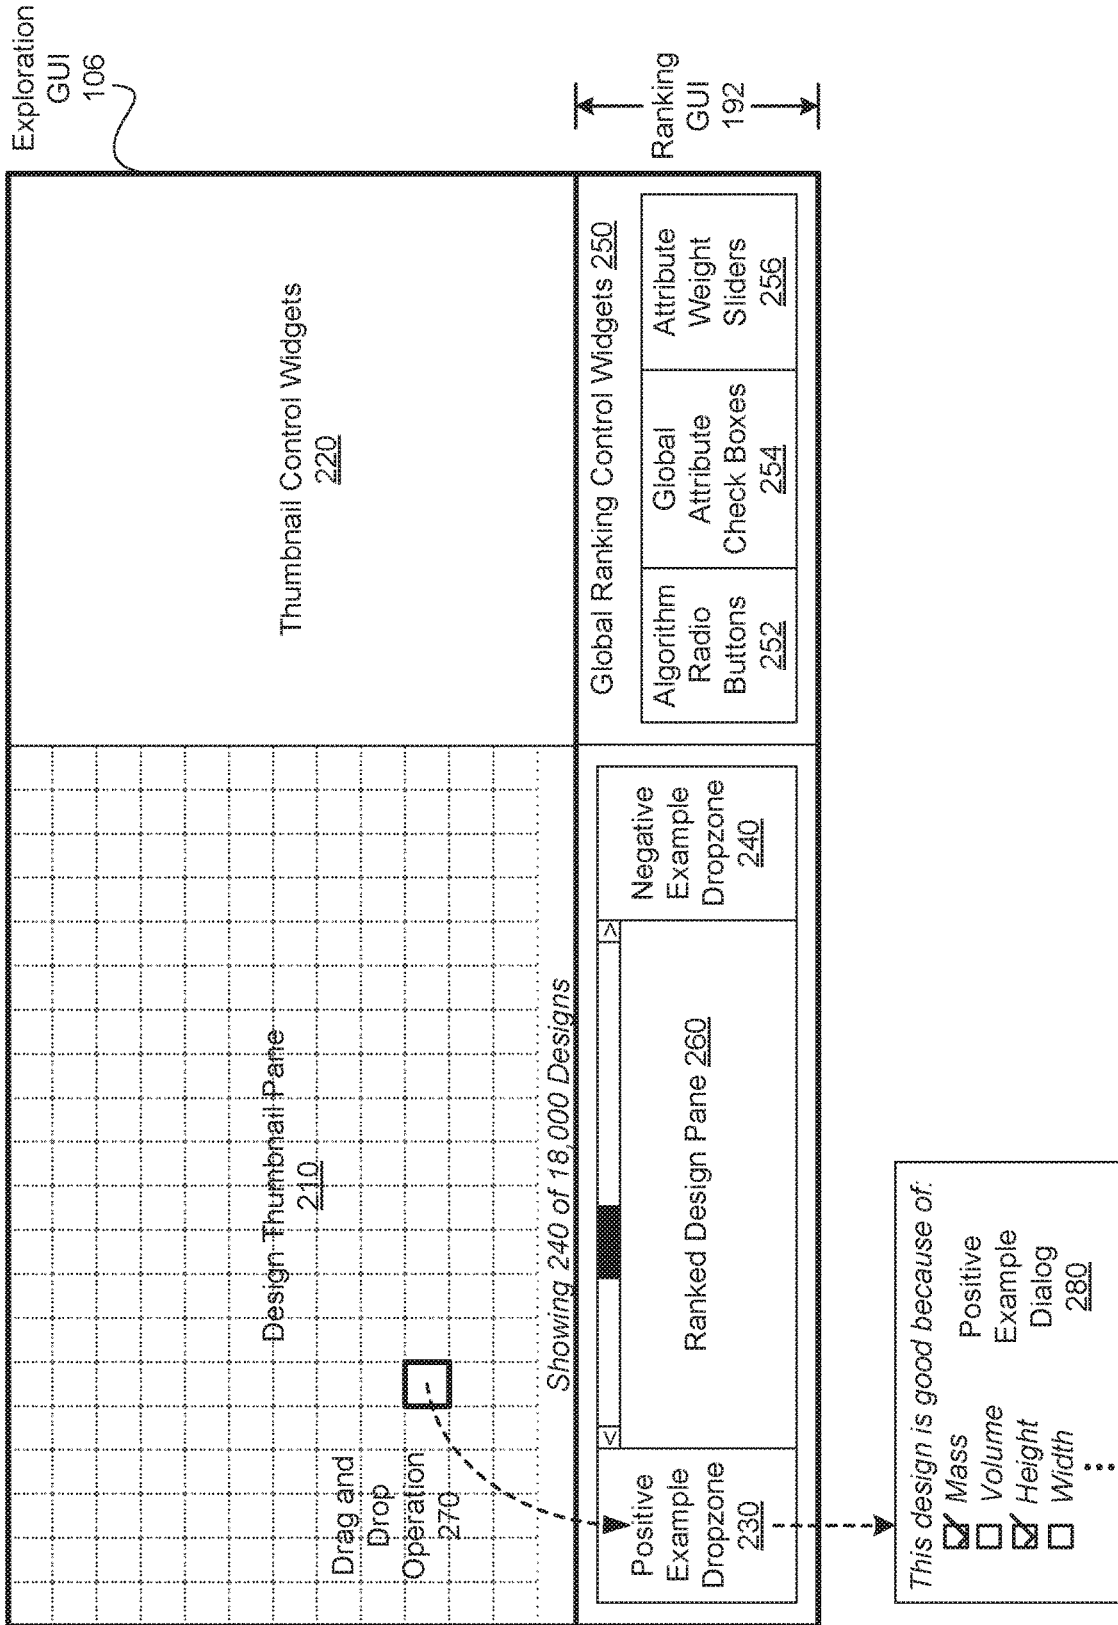 Exploration
GUI
106
Design Thumbnail Pane
210
Thumbnail Control Widgets
220
Drag and
Drop
Operation
270
Showing 240 of 18,000 Designs
Positive
Example
Dropzone
230
<
>
Ranked Design Pane 260
Negative
Example
Dropzone
240
Global Ranking Control Widgets 250
Algorithm
Radio
Buttons
252
Global
Attribute
Check Boxes
254
Attribute
Weight
Sliders
256
Ranking
GUI
192
This design is good because of:
Mass
Volume
Height
Width
⋮
Positive
Example
Dialog
280